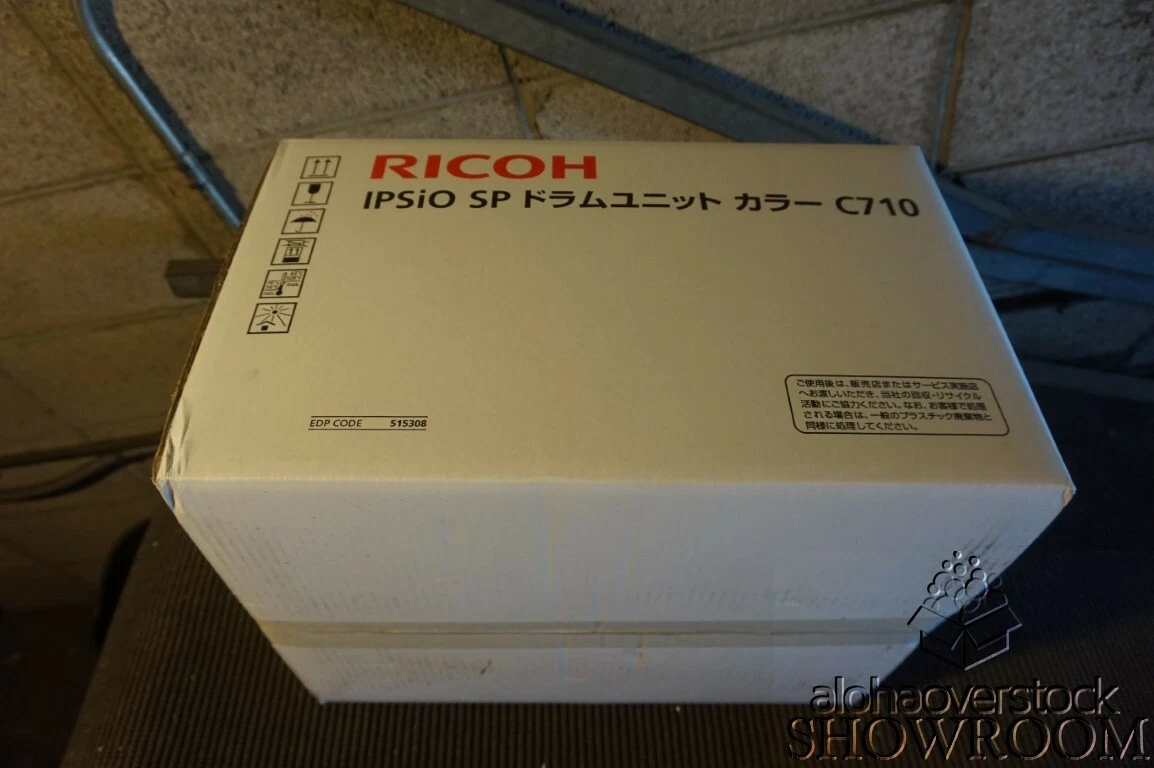 RICOH
IPSiO SP ドラムユニット カラー C710
EDP CODE 515308
ご使用後は、販売店またはサービス実施店
へお渡しいただき、当社の回収・リサイクル
活動にご協力ください。なお、お客様で処理
される場合は、一般のプラスチック廃棄物と
同様に処理してください。
alohaoverstock
SHOWROOM